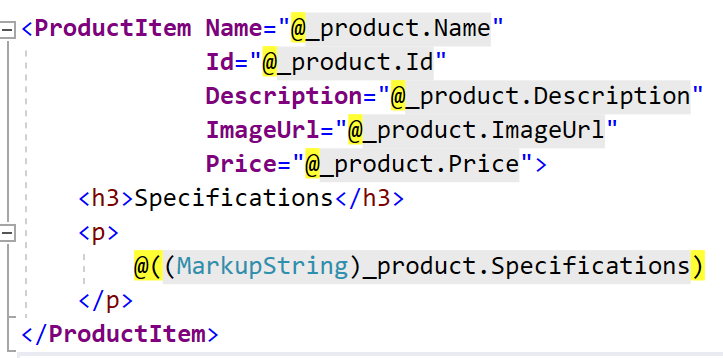 <ProductItem Name="@_product.Name"
Id="@_product.Id"
Description="@_product.Description"
ImageUrl="@_product.ImageUrl"
Price="@_product.Price">
<h3>Specifications</h3>
<p>
@((MarkupString)_product.Specifications)
</p>
</ProductItem>